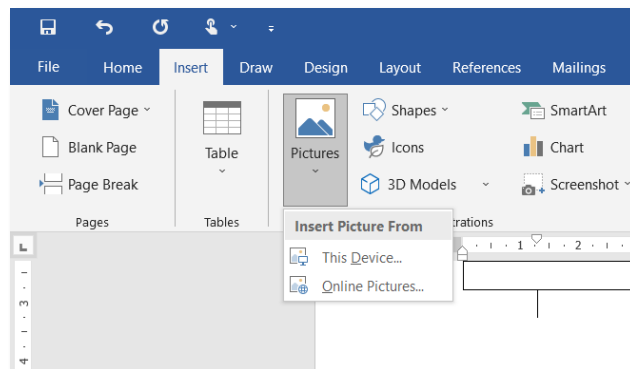 File Home Insert Draw Design Layout References Mailings
Cover Page Shapes SmartArt
Blank Page Table Pictures Icons Chart
Page Break 3D Models Screenshot
Pages Tables trations
Insert Picture From
This Device...
Online Pictures...
L
1 2
3
4